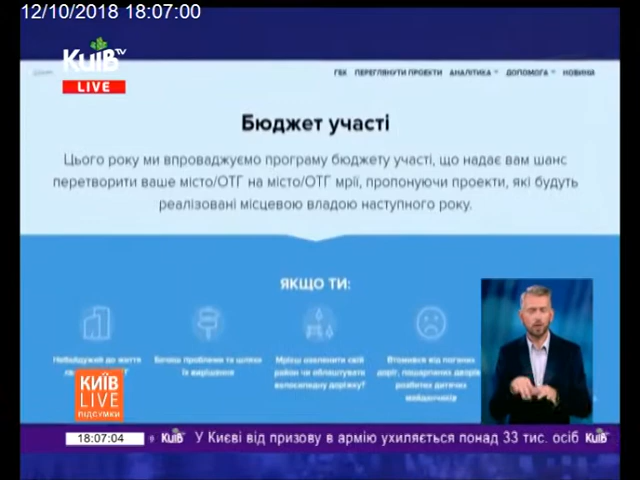 12/10/2018 18:07:00
КиЇВ TV
LIVE
ГБК ПЕРЕГЛЯНУТИ ПРОЕКТИ АНАЛІТИКА ДОПОМОГА НОВИНИ
Бюджет участі
Цього року ми впроваджуємо програму бюджету участі, що надає вам шанс
перетворити ваше місто/ОТГ на місто/ОТГ мрії, пропонуючи проекти, які будуть
реалізовані місцевою владою наступного року.
ЯКЩО ТИ:
Небайдужий до життя
Бачиш проблеми та шляхи
їх вирішення
Мрієш озеленити свій
район чи облаштувати
велосипедну доріжку?
Втомився від поганих
доріг, пошарпаних дворів
розбитих дитячих
майданчиків
КИЇВ
LIVE
ПІДСУМКИ
18:07:04 КиЇВ У Києві від призову в армію ухиляється понад 33 тис. осіб КиЇВ